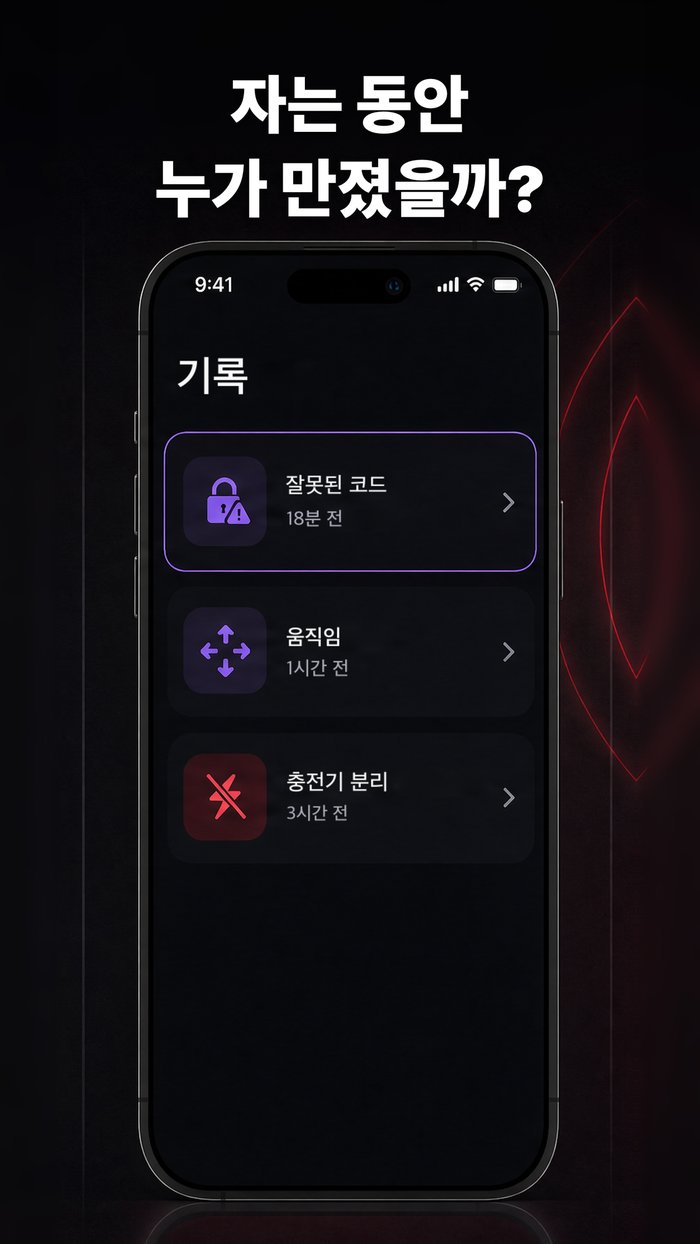 자는 동안
누가 만졌을까?
9:41
기록
잘못된 코드
18분 전
움직임
1시간 전
충전기 분리
3시간 전